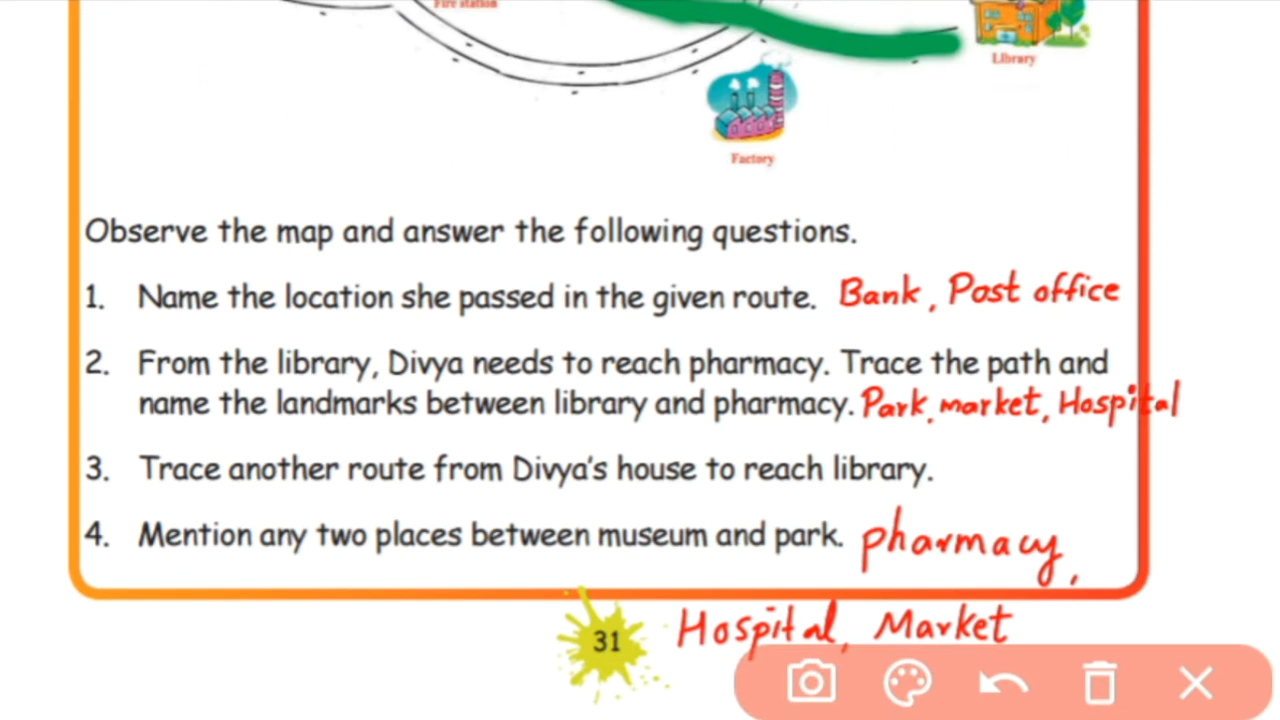 Fire station
Library
Factory
Observe the map and answer the following questions.
1. Name the location she passed in the given route. Bank, Post office
2. From the library, Divya needs to reach pharmacy. Trace the path and
name the landmarks between library and pharmacy. Park, market, Hospital
3. Trace another route from Divya's house to reach library.
4. Mention any two places between museum and park. pharmacy,
31 Hospital, Market